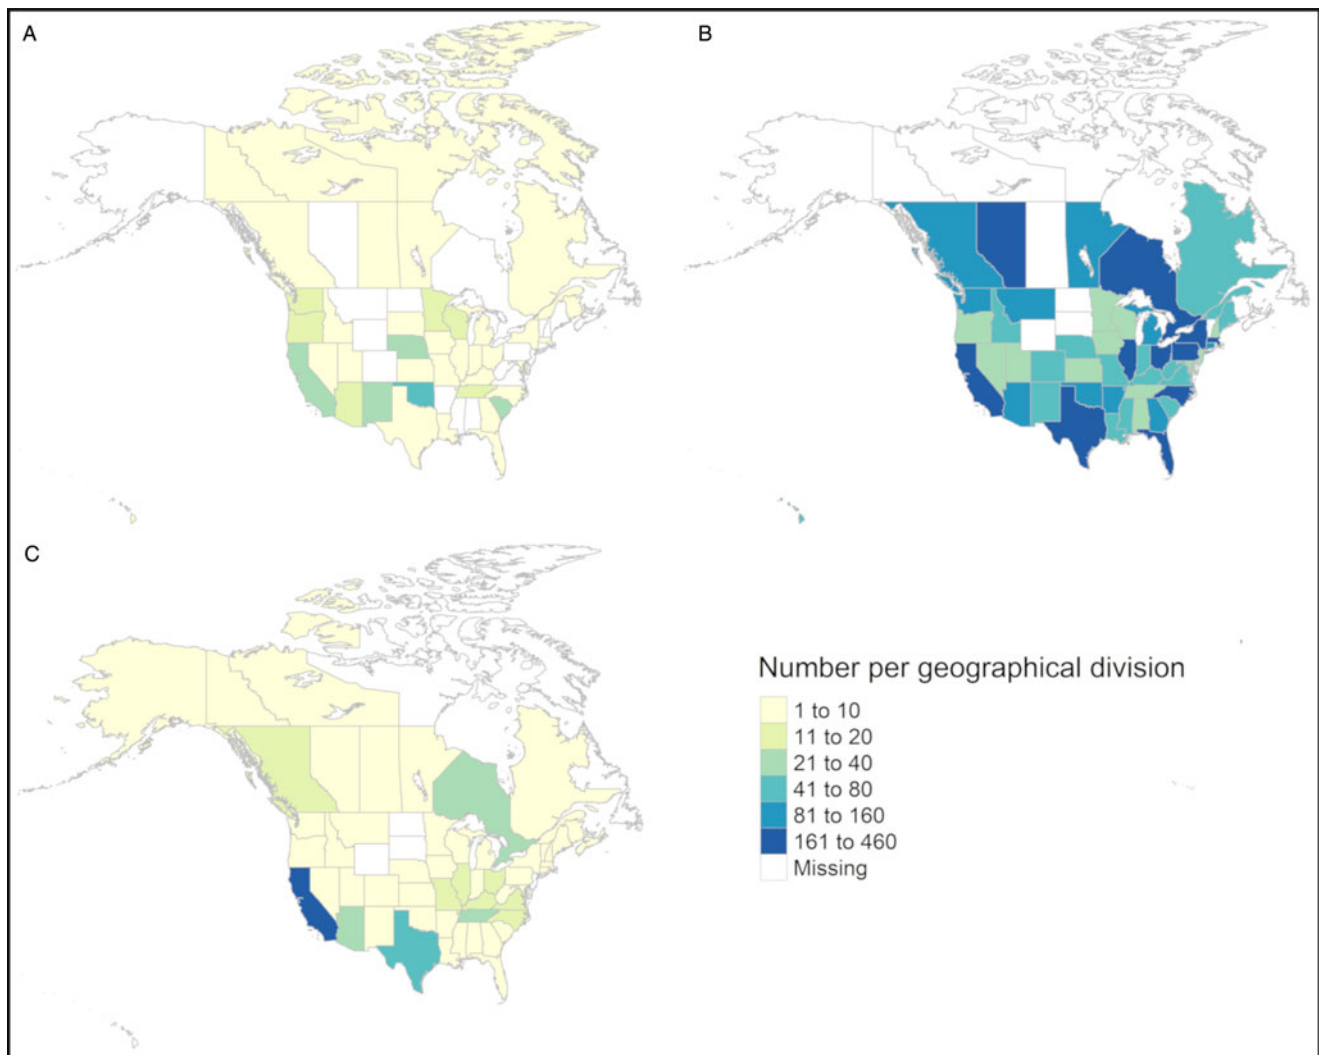 A
B
C
Number per geographical division
1 to 10
11 to 20
21 to 40
41 to 80
81 to 160
161 to 460
Missing